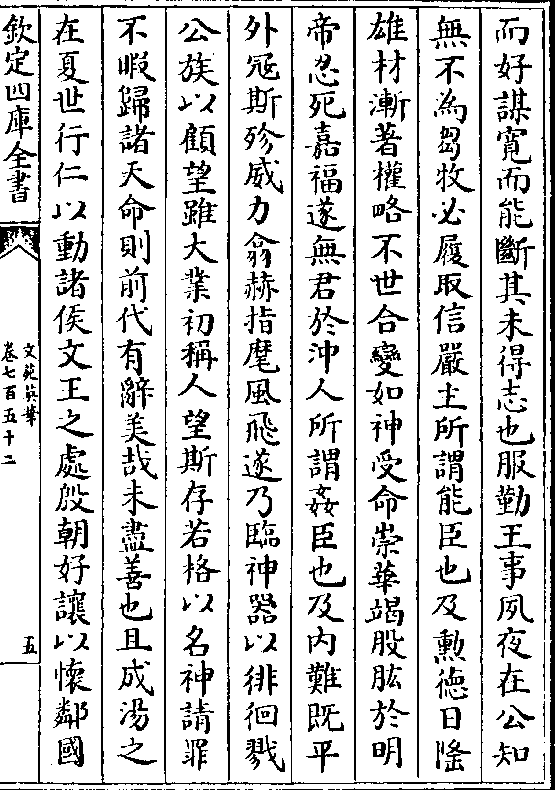 而好謀寛而能斷其未得志也服勤王事夙夜在公知
無不為芻牧必履取信嚴主所謂能臣也及勲徳日隆
雄材漸著權略不世合變如神受命崇華竭股肱於明
帝忍死嘉福遂無君於沖人所謂姦臣也及内難既平
外冦斯殄威力翕赫指麾風飛遂乃臨神器以徘徊戮
公族以顧望雖大業初稱人望斯存若格以名神請罪
不暇歸諸天命則前代有辭美哉未盡善也且成湯之
在夏世行仁以動諸侯文王之處殷朝好讓以懷鄰國
欽定四庫全書
文苑英華
卷七百五十二
五